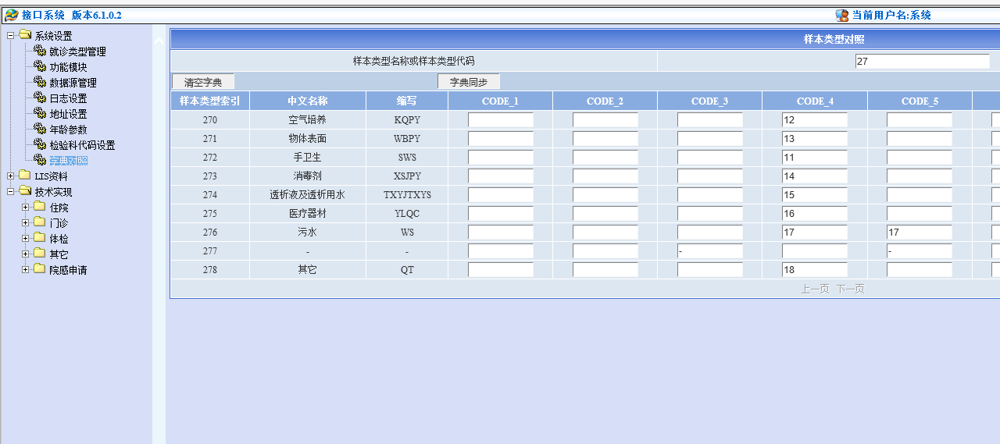 接口系统 版本6.1.0.2
当前用户名:系统
系统设置
就诊类型管理
功能模块
数据源管理
日志设置
地址设置
年龄参数
检验科代码设置
字典对照
LIS资料
技术实现
住院
门诊
体检
其它
院感申请
样本类型对照
样本类型名称或样本类型代码 27
清空字典 字典同步
样本类型索引 中文名称 缩写 CODE_1 CODE_2 CODE_3 CODE_4 CODE_5
270 空气培养 KQPY 12
271 物体表面 WBPY 13
272 手卫生 SWS 11
273 消毒剂 XSJPY 14
274 透析液及透析用水 TXYJTXYS 15
275 医疗器材 YLQC 16
276 污水 WS 17 17
277 - - - -
278 其它 QT 18
上一页 下一页